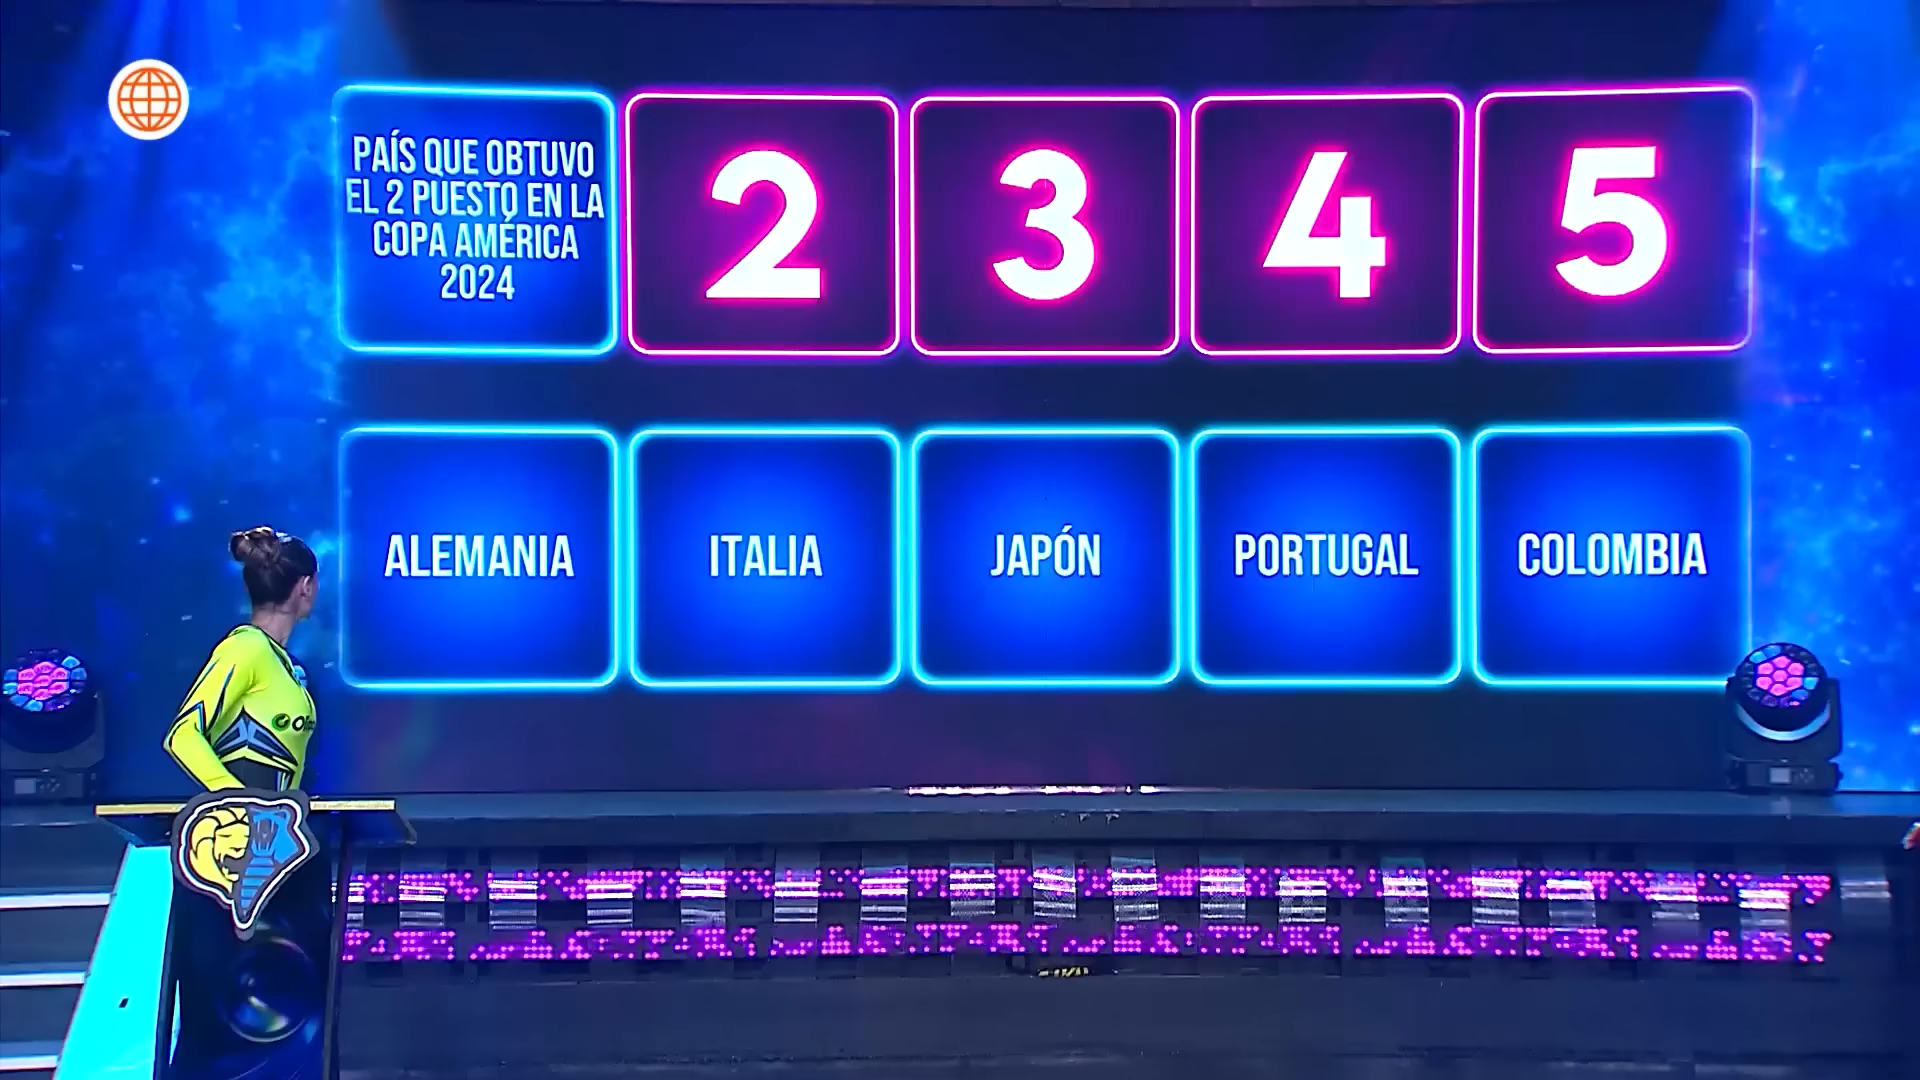 PAÍS QUE OBTUVO
EL 2 PUESTO EN LA
COPA AMÉRICA
2024
2
3
4
5
ALEMANIA
ITALIA
JAPÓN
PORTUGAL
COLOMBIA